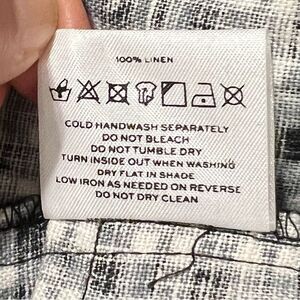 100% LINEN
COLD HANDWASH SEPARATELY
DO NOT BLEACH
DO NOT TUMBLE DRY
TURN INSIDE OUT WHEN WASHING
DRY FLAT IN SHADE
LOW IRON AS NEEDED ON REVERSE
DO NOT DRY CLEAN